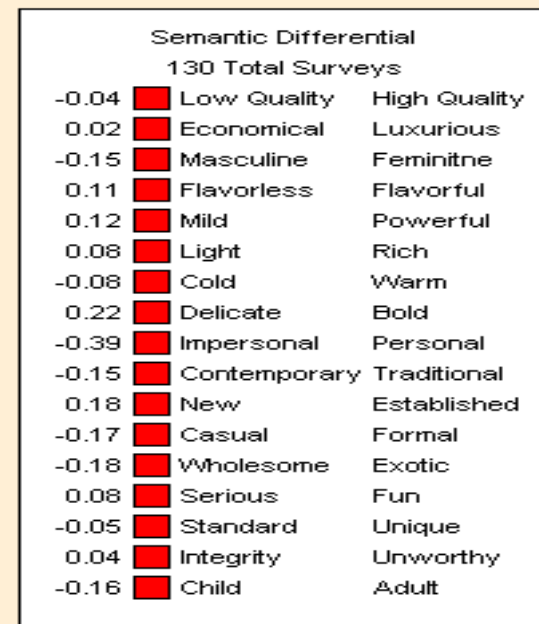 Semantic Differential
130 Total Surveys
-0.04 Low Quality High Quality
0.02 Economical Luxurious
-0.15 Masculine Feminitne
0.11 Flavorless Flavorful
0.12 Mild Powerful
0.08 Light Rich
-0.08 Cold Warm
0.22 Delicate Bold
-0.39 Impersonal Personal
-0.15 Contemporary Traditional
0.18 New Established
-0.17 Casual Formal
-0.18 Wholesome Exotic
0.08 Serious Fun
-0.05 Standard Unique
0.04 Integrity Unworthy
-0.16 Child Adult